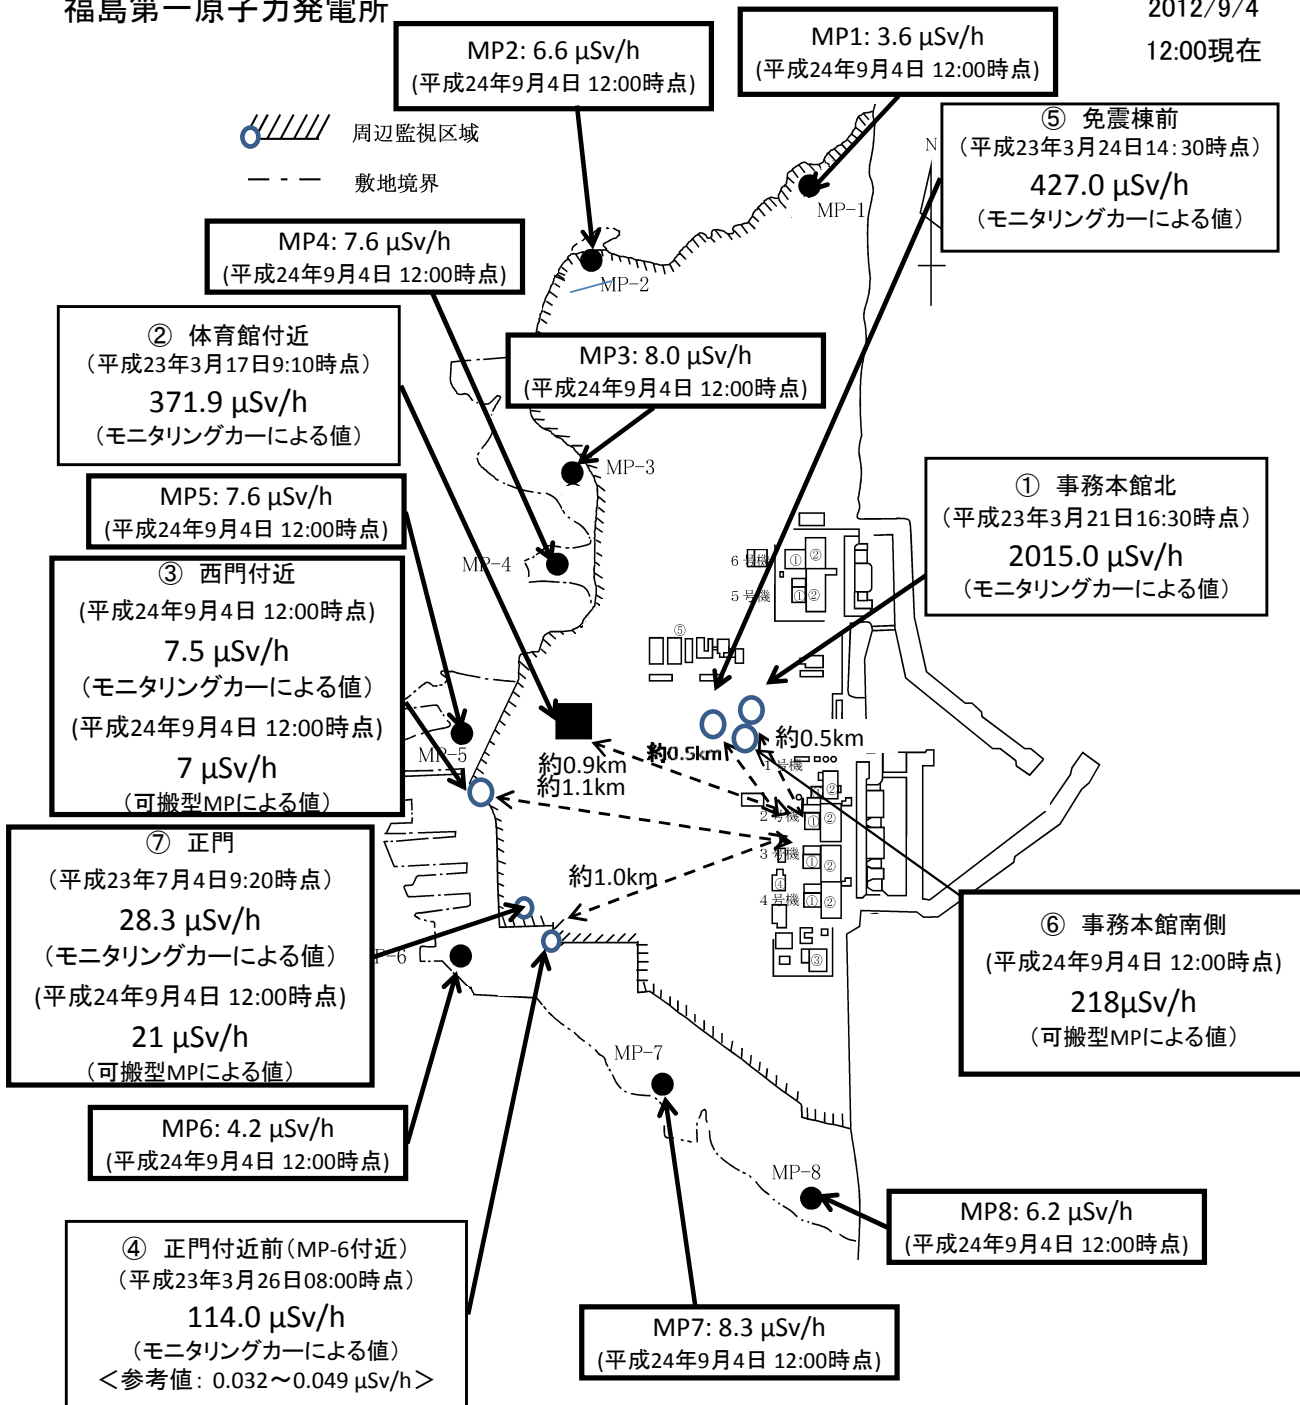 福島第一原子力発電所
2012/9/4
12:00現在
MP2: 6.6 μSv/h
(平成24年9月4日 12:00時点)
MP1: 3.6 μSv/h
(平成24年9月4日 12:00時点)
周辺監視区域
敷地境界
⑤ 免震棟前
(平成23年3月24日14:30時点)
427.0 μSv/h
(モニタリングカーによる値)
N
MP-1
MP4: 7.6 μSv/h
(平成24年9月4日 12:00時点)
MP-2
② 体育館付近
(平成23年3月17日9:10時点)
371.9 μSv/h
(モニタリングカーによる値)
MP3: 8.0 μSv/h
(平成24年9月4日 12:00時点)
MP-3
MP5: 7.6 μSv/h
(平成24年9月4日 12:00時点)
① 事務本館北
(平成23年3月21日16:30時点)
2015.0 μSv/h
(モニタリングカーによる値)
MP-4
6号機
①
②
5号機
①
②
③ 西門付近
(平成24年9月4日 12:00時点)
7.5 μSv/h
(モニタリングカーによる値)
(平成24年9月4日 12:00時点)
7 μSv/h
(可搬型MPによる値)
⑤
MP-5
約0.9km
約1.1km
約0.5km
約0.5km
1号機
②
2号機
①
②
3号機
①
②
④
4号機
①
②
③
約1.0km
⑦ 正門
(平成23年7月4日9:20時点)
28.3 μSv/h
(モニタリングカーによる値)
(平成24年9月4日 12:00時点)
21 μSv/h
(可搬型MPによる値)
P-6
⑥ 事務本館南側
(平成24年9月4日 12:00時点)
218μSv/h
(可搬型MPによる値)
MP-7
MP6: 4.2 μSv/h
(平成24年9月4日 12:00時点)
MP-8
MP8: 6.2 μSv/h
(平成24年9月4日 12:00時点)
④ 正門付近前(MP-6付近)
(平成23年3月26日08:00時点)
114.0 μSv/h
(モニタリングカーによる値)
<参考値: 0.032~0.049 μSv/h>
MP7: 8.3 μSv/h
(平成24年9月4日 12:00時点)